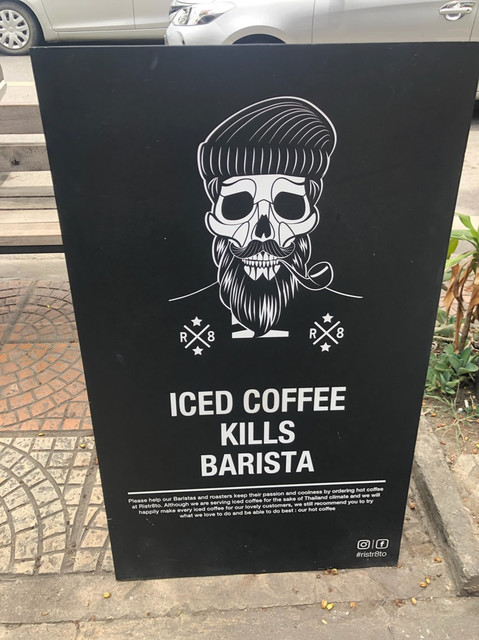 R 8
R 8
ICED COFFEE
KILLS
BARISTA
Please help our Baristas and roasters keep their passion and coolness by ordering hot coffee
at Ristr8to. Although we are serving iced coffee for the sake of Thailand climate and we will
happily make every iced coffee for our lovely customers, we still recommend you to try
what we love to do and be able to do best : our hot coffee
#ristr8to